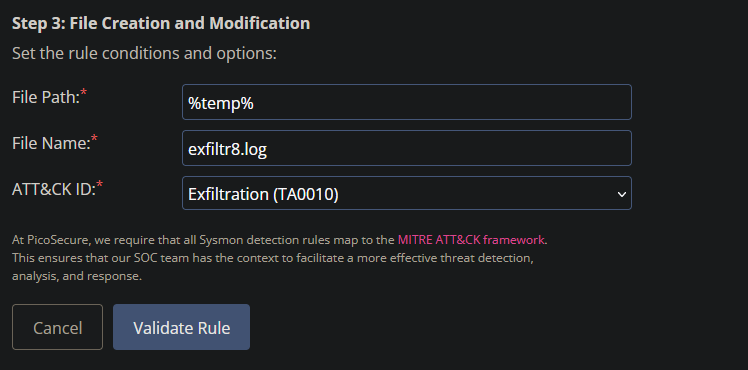 Step 3: File Creation and Modification
Set the rule conditions and options:
File Path:* %temp%
File Name:* exfiltr8.log
ATT&CK ID:* Exfiltration (TA0010)
At PicoSecure, we require that all Sysmon detection rules map to the MITRE ATT&CK framework.
This ensures that our SOC team has the context to facilitate a more effective threat detection,
analysis, and response.
Cancel Validate Rule